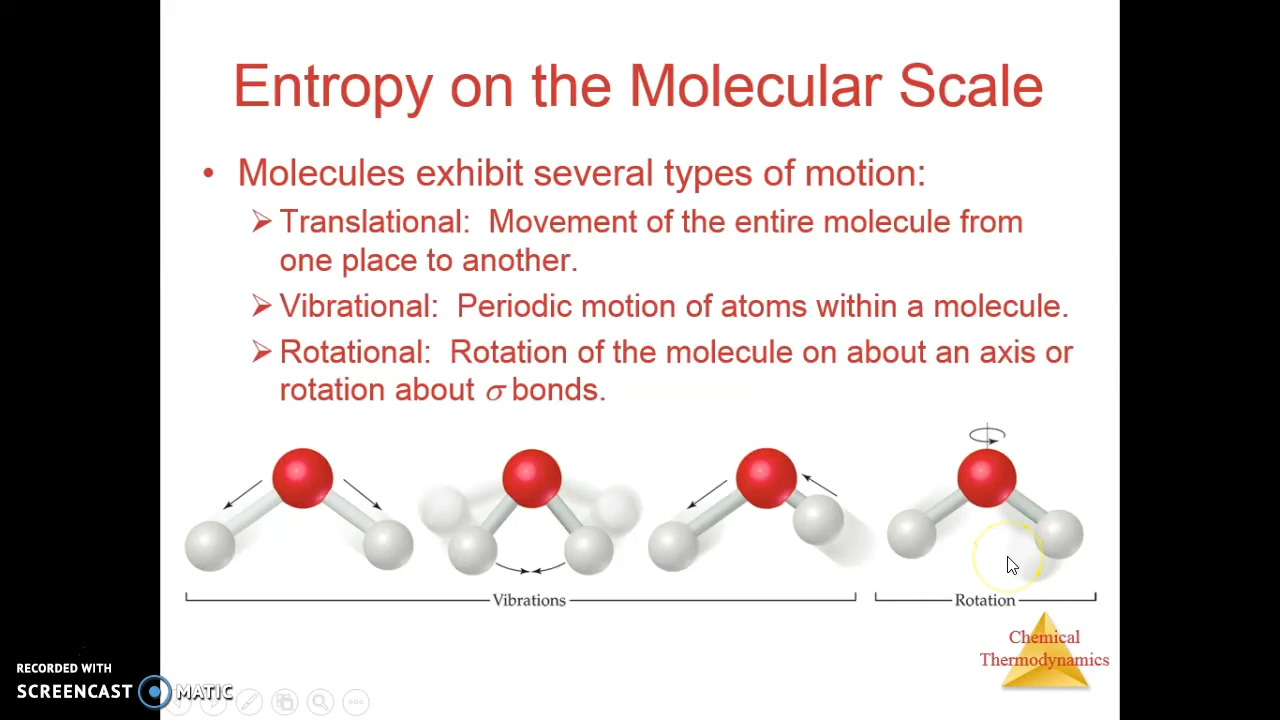 Entropy on the Molecular Scale
• Molecules exhibit several types of motion:
➢ Translational: Movement of the entire molecule from
one place to another.
➢ Vibrational: Periodic motion of atoms within a molecule.
➢ Rotational: Rotation of the molecule on about an axis or
rotation about σ bonds.
Vibrations
Rotation
Chemical
Thermodynamics
RECORDED WITH
SCREENCAST MATIC